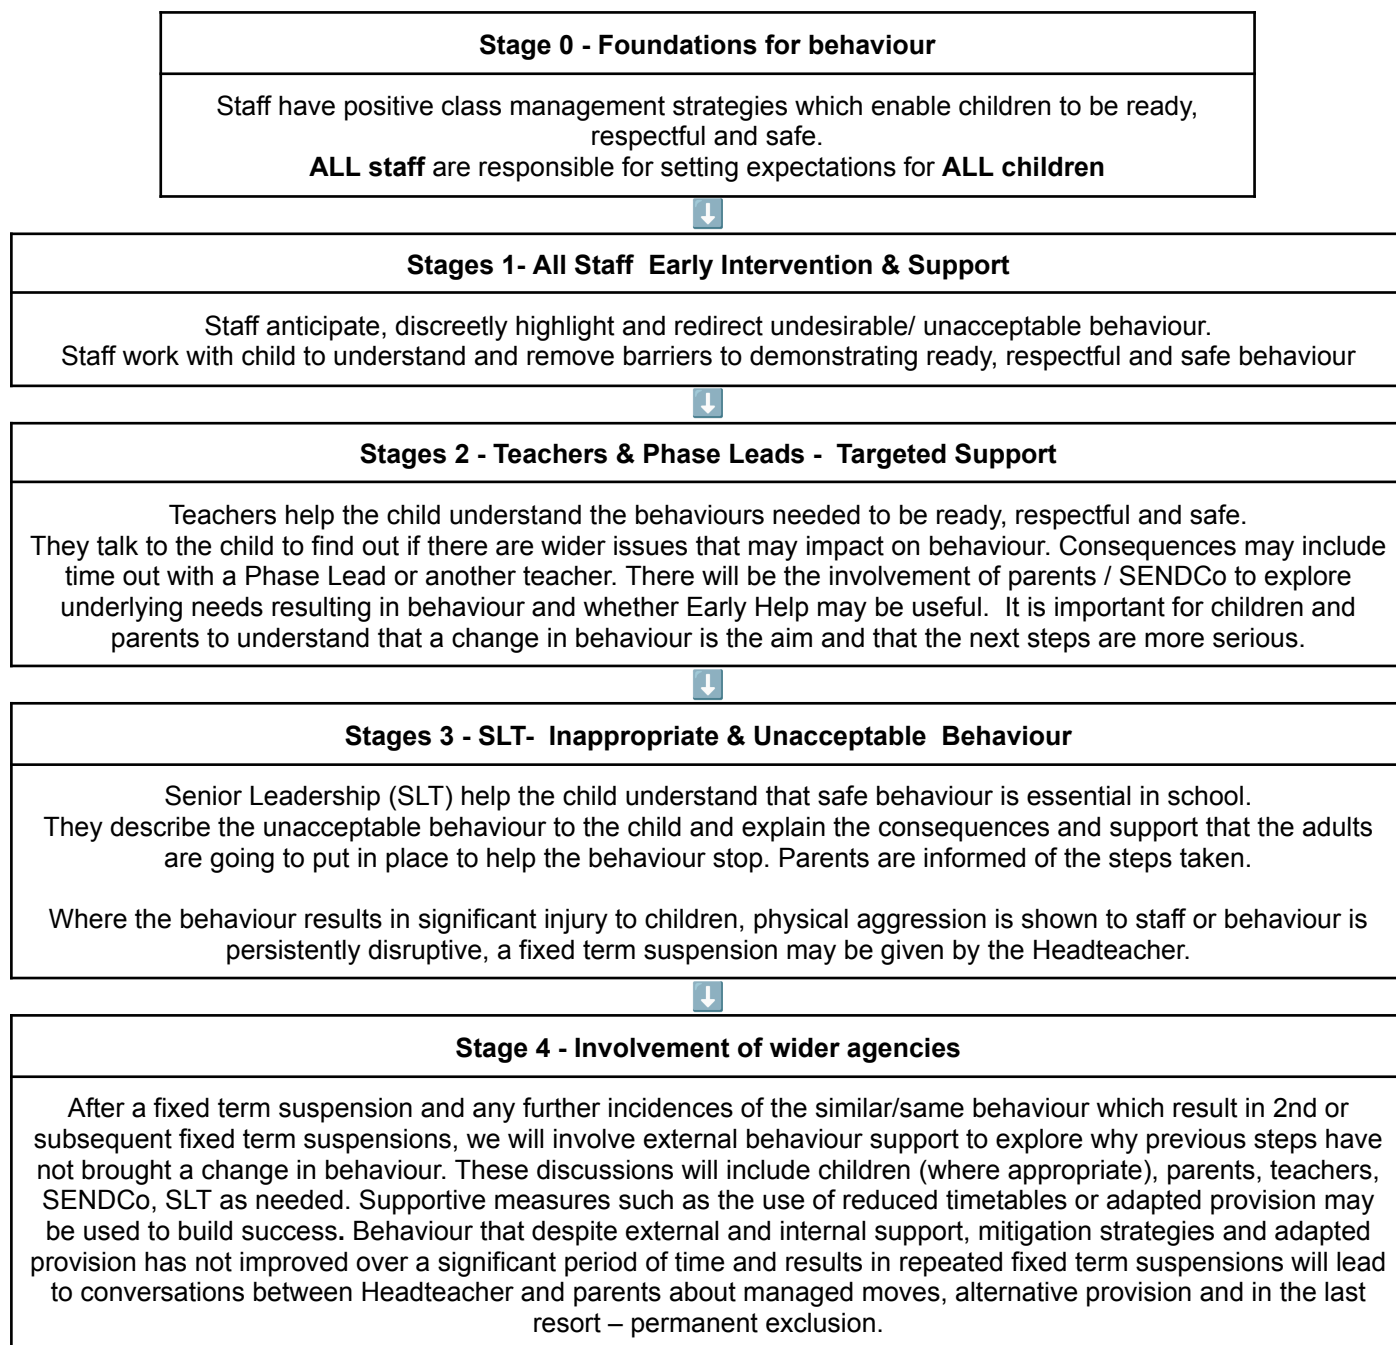 Stage 0 - Foundations for behaviour
Staff have positive class management strategies which enable children to be ready,
respectful and safe.
ALL staff are responsible for setting expectations for ALL children
Stages 1- All Staff  Early Intervention & Support
Staff anticipate, discreetly highlight and redirect undesirable/ unacceptable behaviour.
Staff work with child to understand and remove barriers to demonstrating ready, respectful and safe behaviour
Stages 2 - Teachers & Phase Leads -  Targeted Support
Teachers help the child understand the behaviours needed to be ready, respectful and safe.
They talk to the child to find out if there are wider issues that may impact on behaviour. Consequences may include
time out with a Phase Lead or another teacher. There will be the involvement of parents / SENDCo to explore
underlying needs resulting in behaviour and whether Early Help may be useful.  It is important for children and
parents to understand that a change in behaviour is the aim and that the next steps are more serious.
Stages 3 - SLT-  Inappropriate & Unacceptable  Behaviour
Senior Leadership (SLT) help the child understand that safe behaviour is essential in school.
They describe the unacceptable behaviour to the child and explain the consequences and support that the adults
are going to put in place to help the behaviour stop. Parents are informed of the steps taken.
Where the behaviour results in significant injury to children, physical aggression is shown to staff or behaviour is
persistently disruptive, a fixed term suspension may be given by the Headteacher.
Stage 4 - Involvement of wider agencies
After a fixed term suspension and any further incidences of the similar/same behaviour which result in 2nd or
subsequent fixed term suspensions, we will involve external behaviour support to explore why previous steps have
not brought a change in behaviour. These discussions will include children (where appropriate), parents, teachers,
SENDCo, SLT as needed. Supportive measures such as the use of reduced timetables or adapted provision may
be used to build success. Behaviour that despite external and internal support, mitigation strategies and adapted
provision has not improved over a significant period of time and results in repeated fixed term suspensions will lead
to conversations between Headteacher and parents about managed moves, alternative provision and in the last
resort – permanent exclusion.